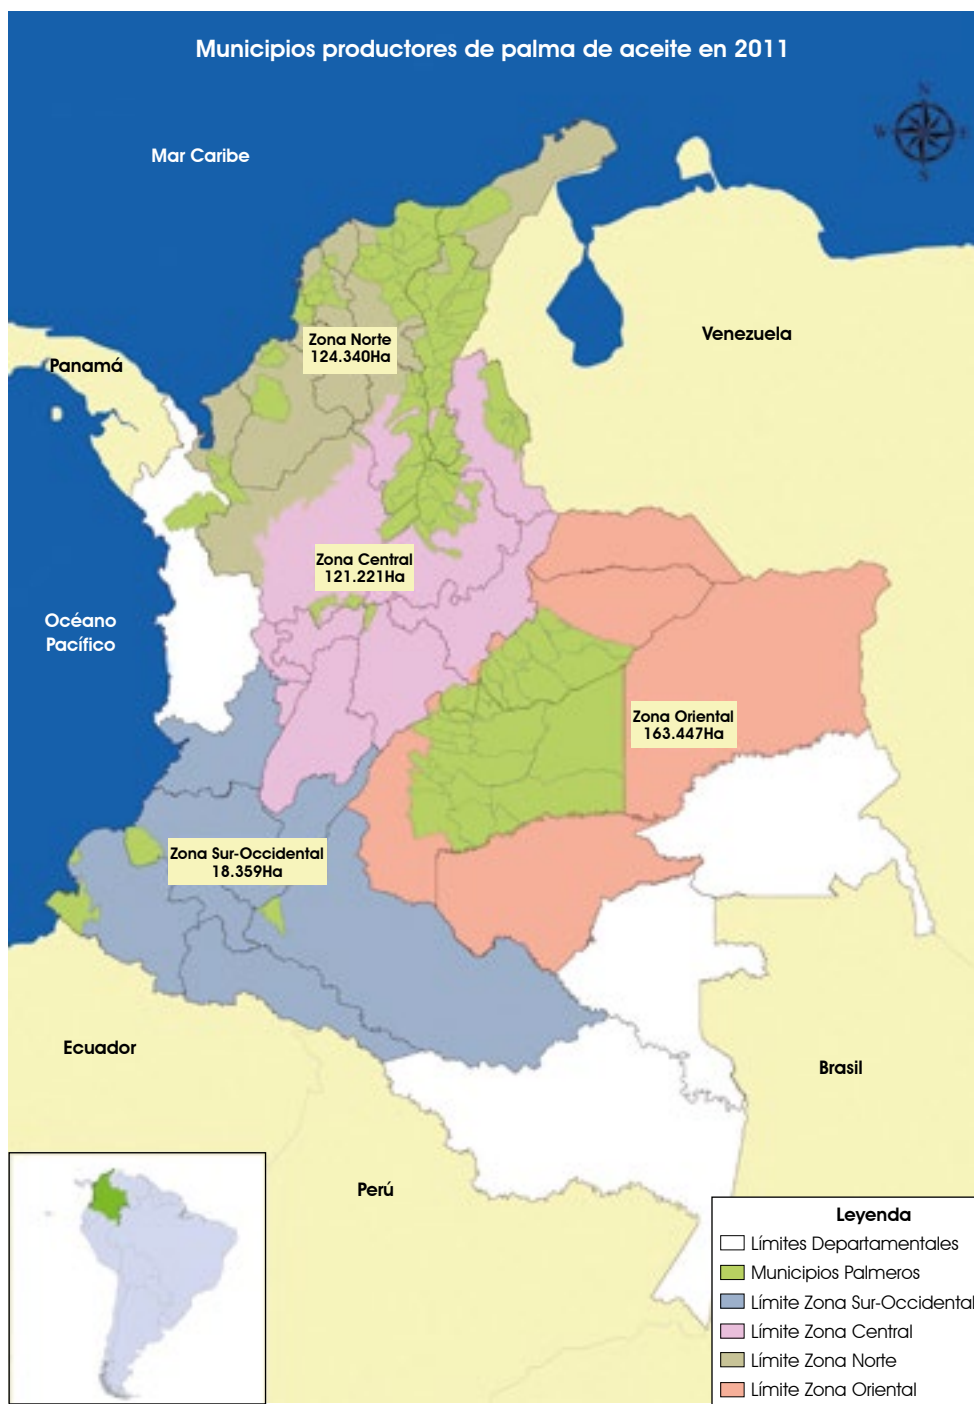 Municipios productores de palma de aceite en 2011
N
W
E
S
Mar Caribe
Venezuela
Zona Norte
124.340Ha
Panamá
Zona Central
121.221Ha
Océano
Pacífico
Zona Oriental
163.447Ha
Zona Sur-Occidental
18.359Ha
Ecuador
Brasil
Perú
Leyenda
Límites Departamentales
Municipios Palmeros
Límite Zona Sur-Occidental
Límite Zona Central
Límite Zona Norte
Límite Zona Oriental